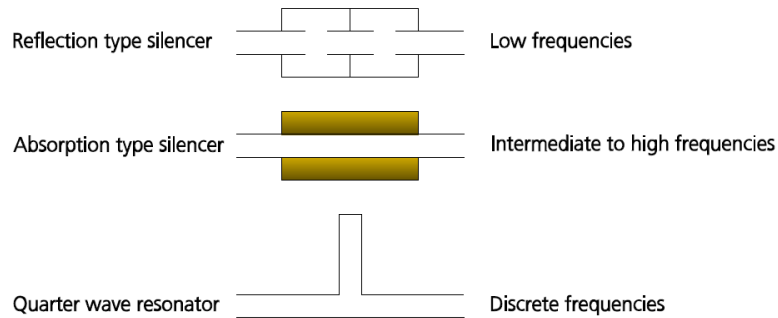 Reflection type silencer
Low frequencies
Absorption type silencer
Intermediate to high frequencies
Quarter wave resonator
Discrete frequencies